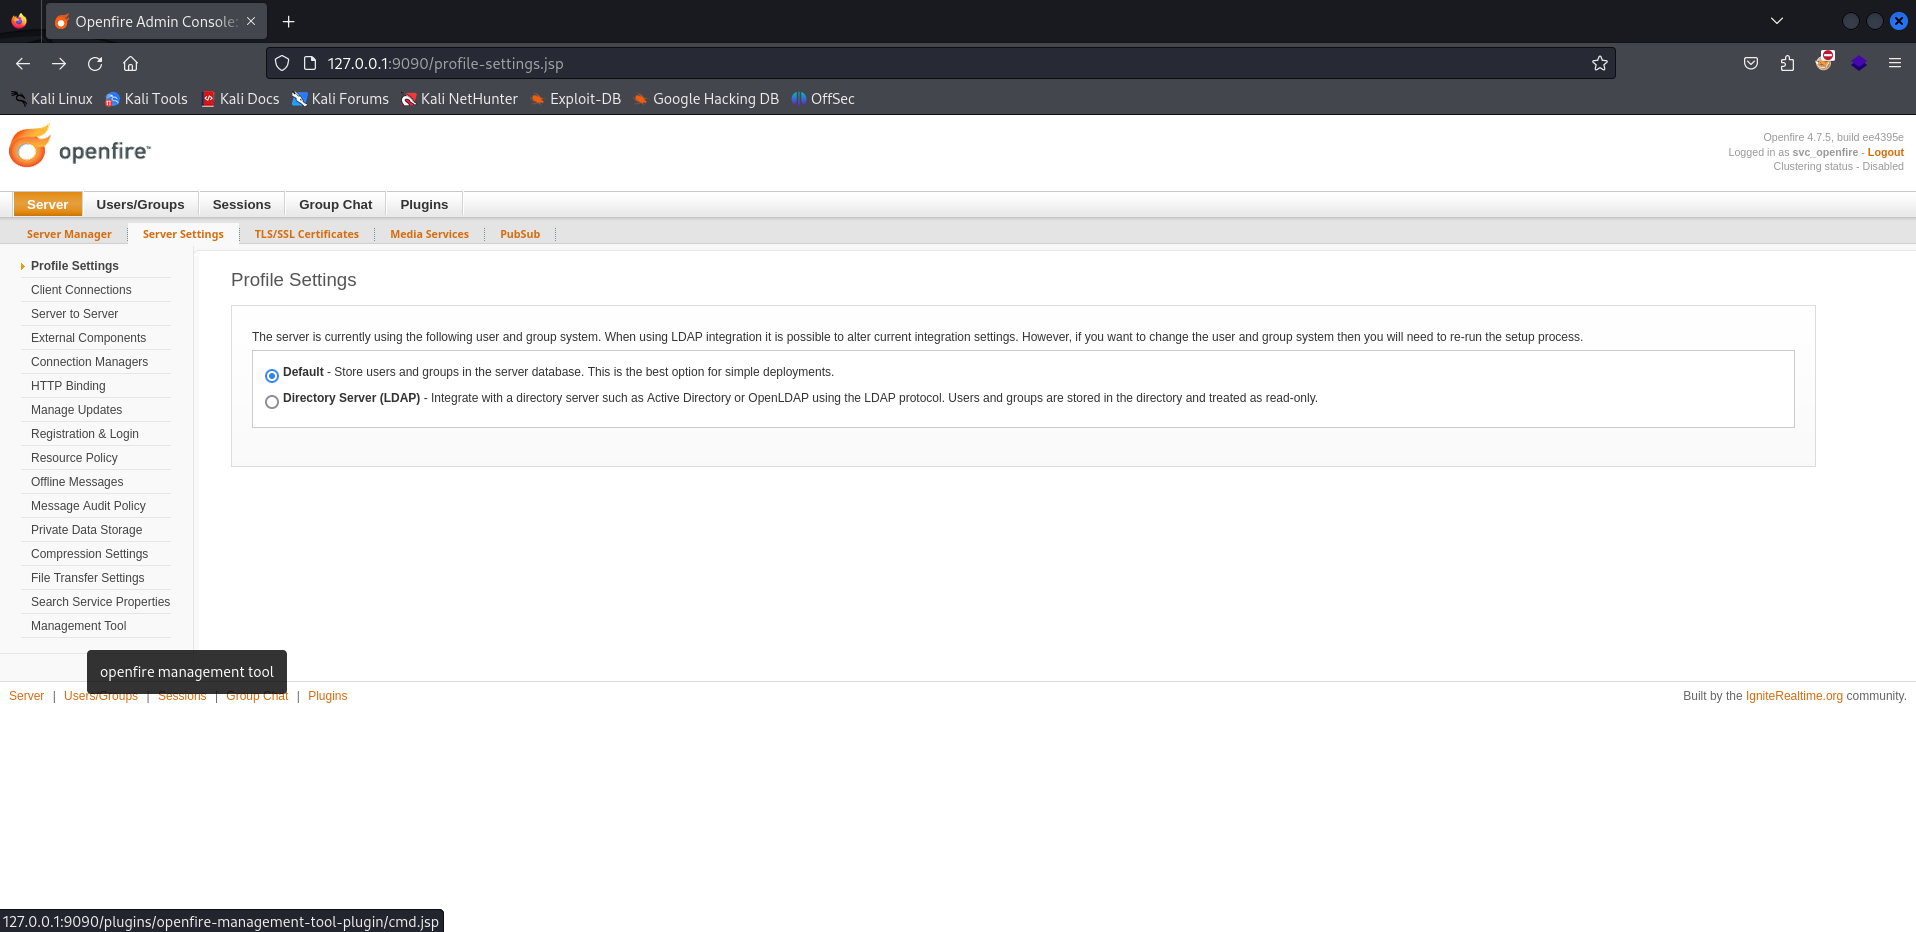 Openfire Admin Console:
127.0.0.1:9090/profile-settings.jsp
Kali Linux Kali Tools Kali Docs Kali Forums Kali NetHunter Exploit-DB Google Hacking DB OffSec
openfire™
Openfire 4.7.5, build ee4395e
Logged in as svc_openfire - Logout
Clustering status - Disabled
Server Users/Groups Sessions Group Chat Plugins
Server Manager Server Settings TLS/SSL Certificates Media Services PubSub
Profile Settings
Client Connections
Server to Server
External Components
Connection Managers
HTTP Binding
Manage Updates
Registration & Login
Resource Policy
Offline Messages
Message Audit Policy
Private Data Storage
Compression Settings
File Transfer Settings
Search Service Properties
Management Tool
Profile Settings
The server is currently using the following user and group system. When using LDAP integration it is possible to alter current integration settings. However, if you want to change the user and group system then you will need to re-run the setup process.
Default - Store users and groups in the server database. This is the best option for simple deployments.
Directory Server (LDAP) - Integrate with a directory server such as Active Directory or OpenLDAP using the LDAP protocol. Users and groups are stored in the directory and treated as read-only.
openfire management tool
Server | Users/Groups | Sessions | Group Chat | Plugins
Built by the IgniteRealtime.org community.
127.0.0.1:9090/plugins/openfire-management-tool-plugin/cmd.jsp